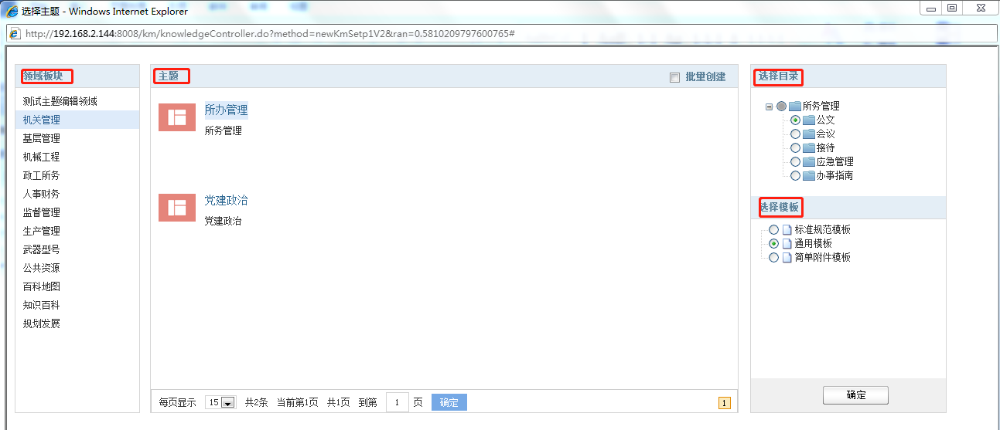 选择主题 - Windows Internet Explorer
http://192.168.2.144:8008/km/knowledgeController.do?method=newKmSetp1V2&ran=0.5810209797600765#
领域板块
测试主题编辑领域
机关管理
基层管理
机械工程
政工所务
人事财务
监督管理
生产管理
武器型号
公共资源
百科地图
知识百科
规划发展
主题
批量创建
所办管理
所务管理
党建政治
党建政治
每页显示 15 共2条 当前第1页 共1页 到第 1 页 确定 1
选择目录
所务管理
公文
会议
接待
应急管理
办事指南
选择模板
标准规范模板
通用模板
简单附件模板
确定